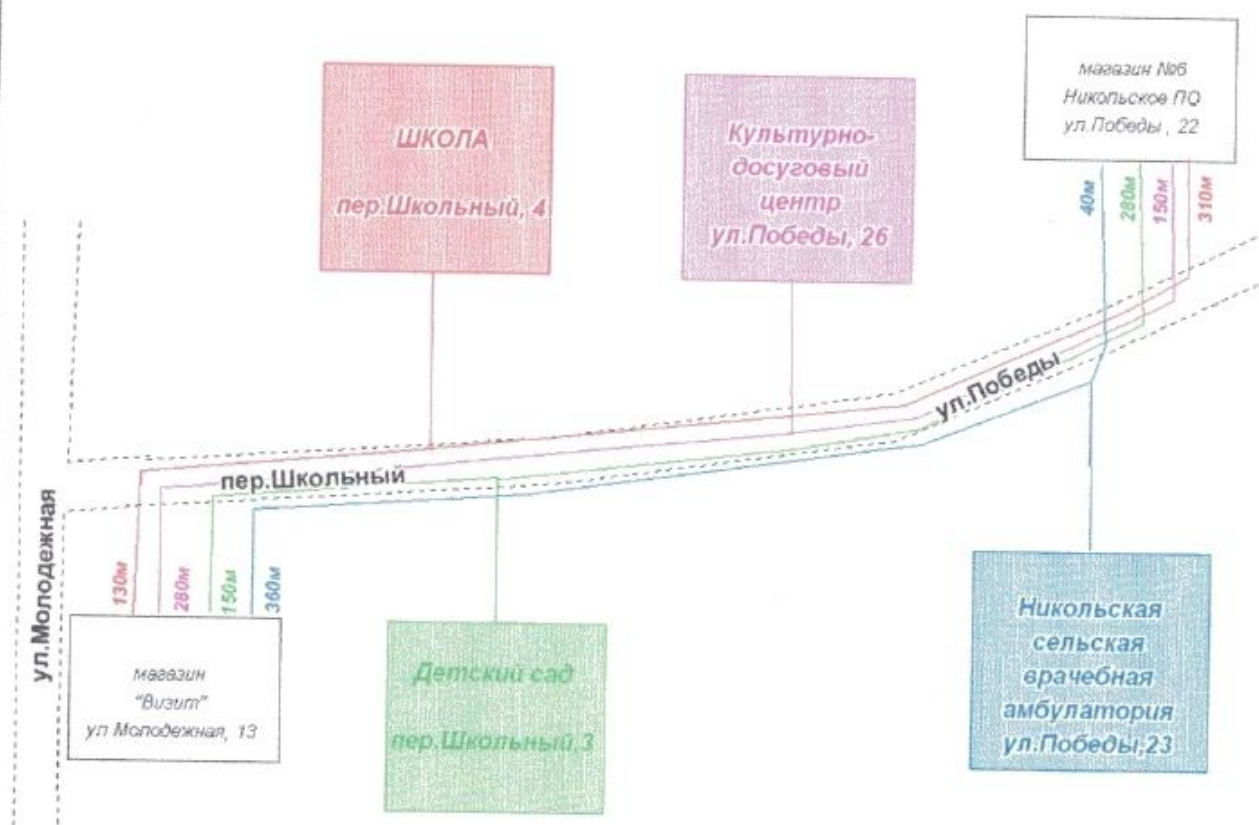 магазин №6
Никольское ПО
ул.Победы , 22
ШКОЛА
пер.Школьный, 4
Культурно-
досуговый
центр
ул.Победы, 26
40м
280м
150м
310м
ул.Победы
пер.Школьный
ул.Молодежная
130м
280м
150м
360м
магазин
"Визит"
ул Молодежная, 13
Детский сад
пер.Школьный,3
Никольская
сельская
врачебная
амбулатория
ул.Победы,23